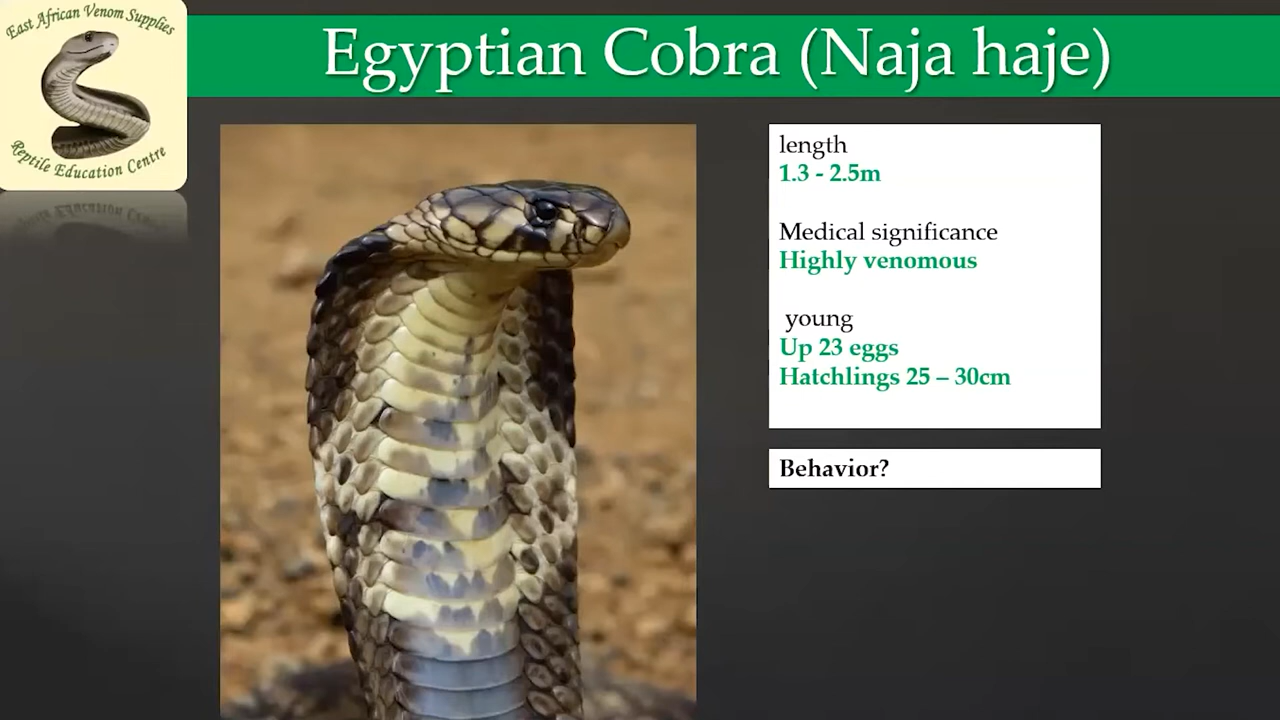 East African Venom Supplies
Reptile Education Centre
Egyptian Cobra (Naja haje)
length
1.3 - 2.5m
Medical significance
Highly venomous
young
Up 23 eggs
Hatchlings 25 – 30cm
Behavior?